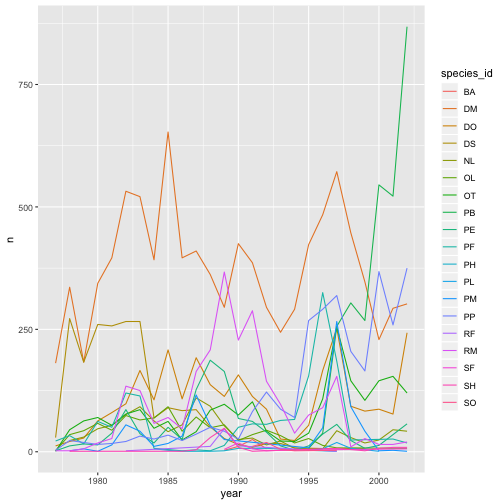 750
500
250
0
n
1980
1985
1990
1995
2000
year
species_id
BA
DM
DO
DS
NL
OL
OT
PB
PE
PF
PH
PL
PM
PP
RF
RM
SF
SH
SO